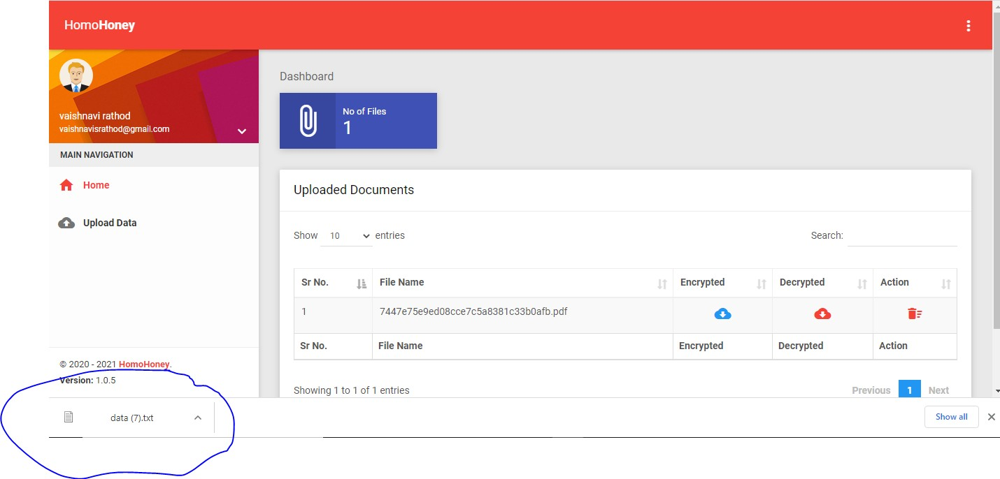 HomoHoney
vaishnavi rathod
vaishnavisrathod@gmail.com
MAIN NAVIGATION
Home
Upload Data
© 2020 - 2021 HomoHoney.
Version: 1.0.5
Dashboard
No of Files
1
Uploaded Documents
Show 10 entries
Search:
Sr No. File Name Encrypted Decrypted Action
1 7447e75e9ed08cce7c5a8381c33b0afb.pdf
Sr No. File Name Encrypted Decrypted Action
Showing 1 to 1 of 1 entries
Previous 1 Next
data (7).txt
Show all